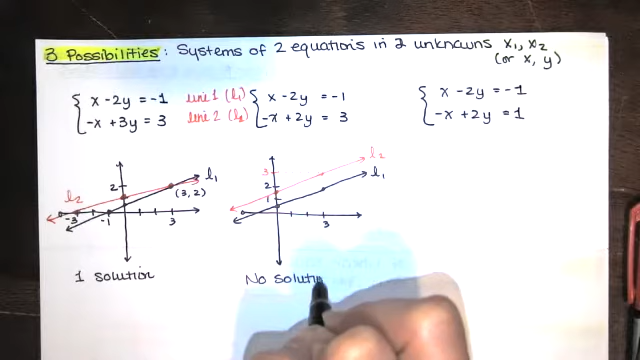 3 Possibilities: Systems of 2 equations in 2 unknowns x₁, x₂
(or x, y)
x - 2y = -1
-x + 3y = 3
line 1 (l₁)
line 2 (l₂)
x - 2y = -1
-x + 2y = 3
x - 2y = -1
-x + 2y = 1
l₂
l₁
2
(3, 2)
-3
-1
3
1 solution
l₂
l₁
3
2
1
3
No solutio